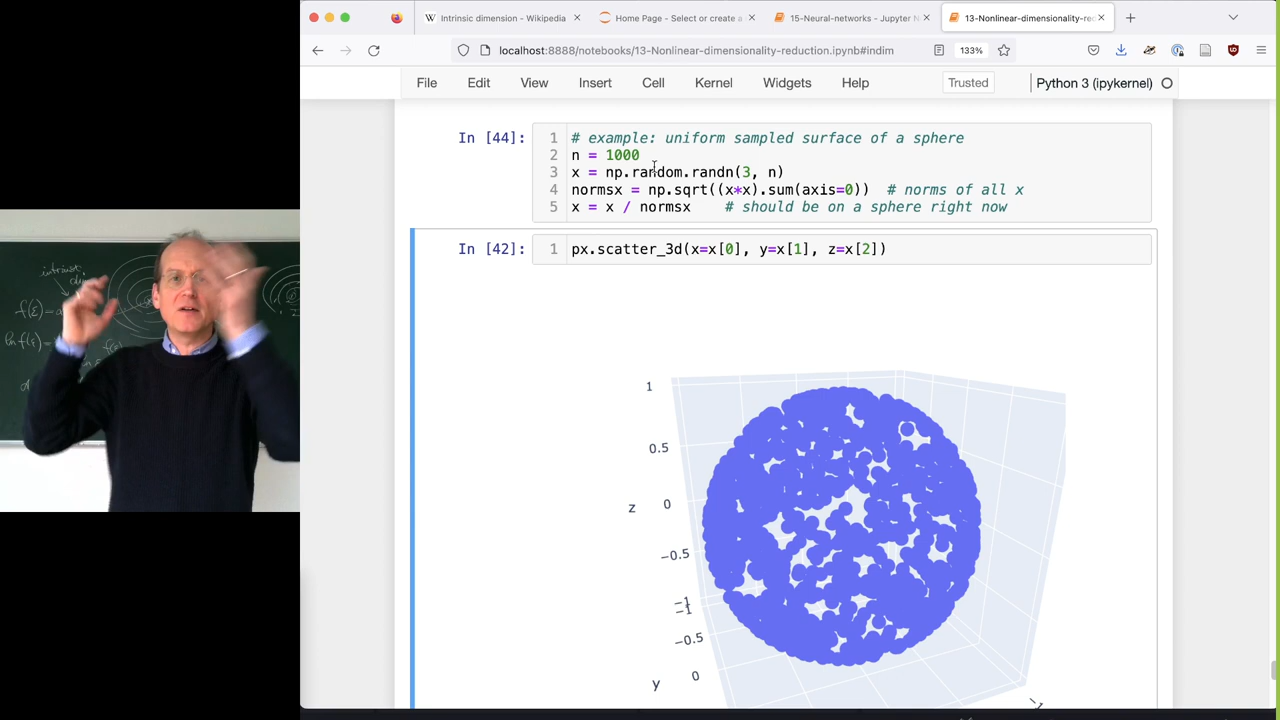 Intrinsic dimension - Wikipedia
Home Page - Select or create a
15-Neural-networks - Jupyter N
13-Nonlinear-dimensionality-re
localhost:8888/notebooks/13-Nonlinear-dimensionality-reduction.ipynb#indim
133%
File Edit View Insert Cell Kernel Widgets Help
Trusted
Python 3 (ipykernel)
In [44]:
1 # example: uniform sampled surface of a sphere
2 n = 1000
3 x = np.random.randn(3, n)
4 normsx = np.sqrt((x*x).sum(axis=0)) # norms of all x
5 x = x / normsx # should be on a sphere right now
In [42]:
1 px.scatter_3d(x=x[0], y=x[1], z=x[2])
1
0.5
z
0
−0.5
−1
−1
−0.5
0
y